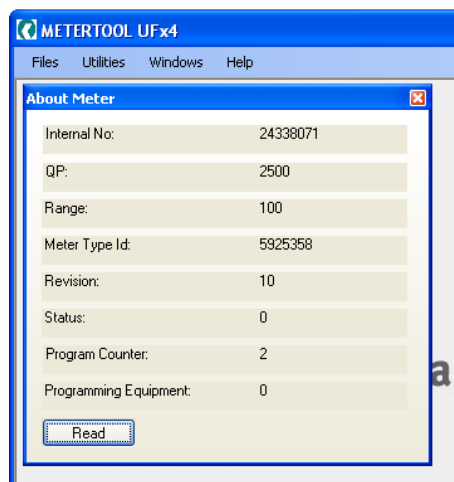 METERTOOL UFx4
Files Utilities Windows Help
About Meter
Internal No: 24338071
QP: 2500
Range: 100
Meter Type Id: 5925358
Revision: 10
Status: 0
Program Counter: 2
Programming Equipment: 0
Read
a